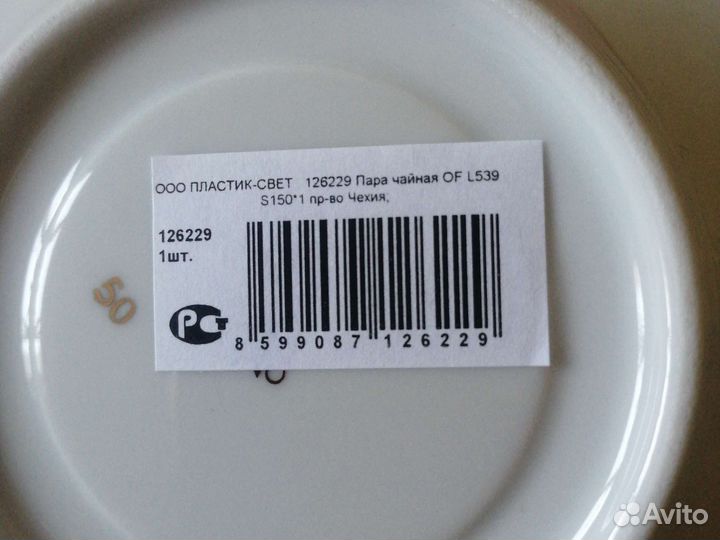 ООО ПЛАСТИК-СВЕТ 126229 Пара чайная OF L539
S150*1 пр-во Чехия;
126229
1шт.
50
РСТ
8 599087 126229
Avito